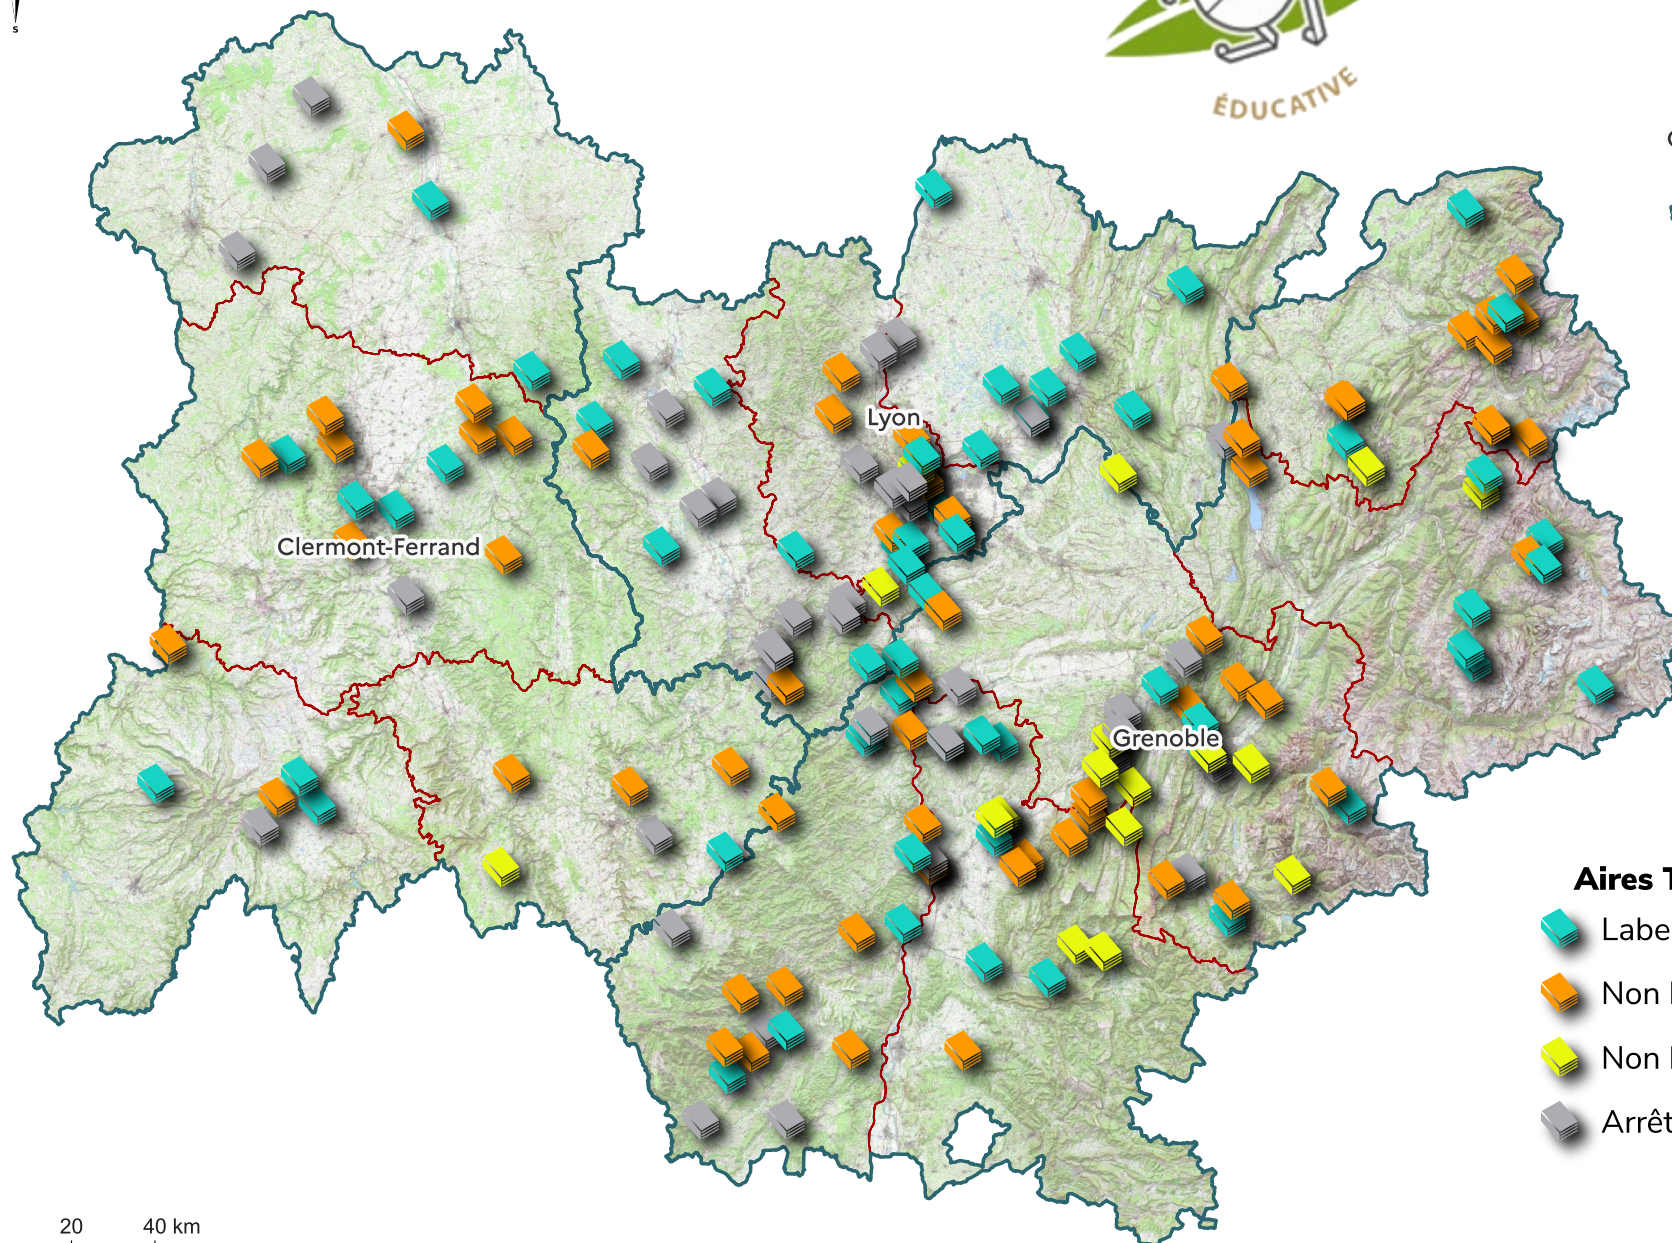 s
ÉDUCATIVE
Lyon
Clermont-Ferrand
Grenoble
Aires T
Labe
Non
Non
Arrêt
20 40 km